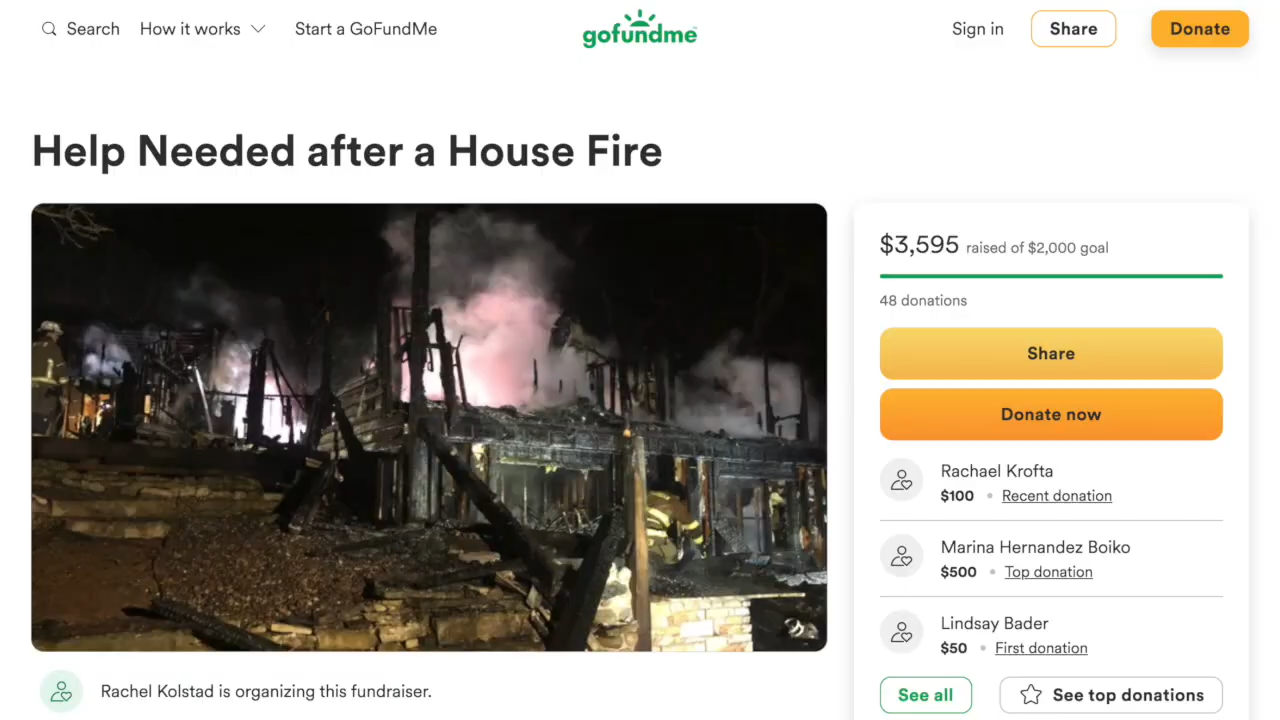 Search How it works Start a GoFundMe gofundme Sign in Share Donate
Help Needed after a House Fire
$3,595 raised of $2,000 goal
48 donations
Share
Donate now
Rachael Krofta
$100 • Recent donation
Marina Hernandez Boiko
$500 • Top donation
Lindsay Bader
$50 • First donation
See all See top donations
Rachel Kolstad is organizing this fundraiser.